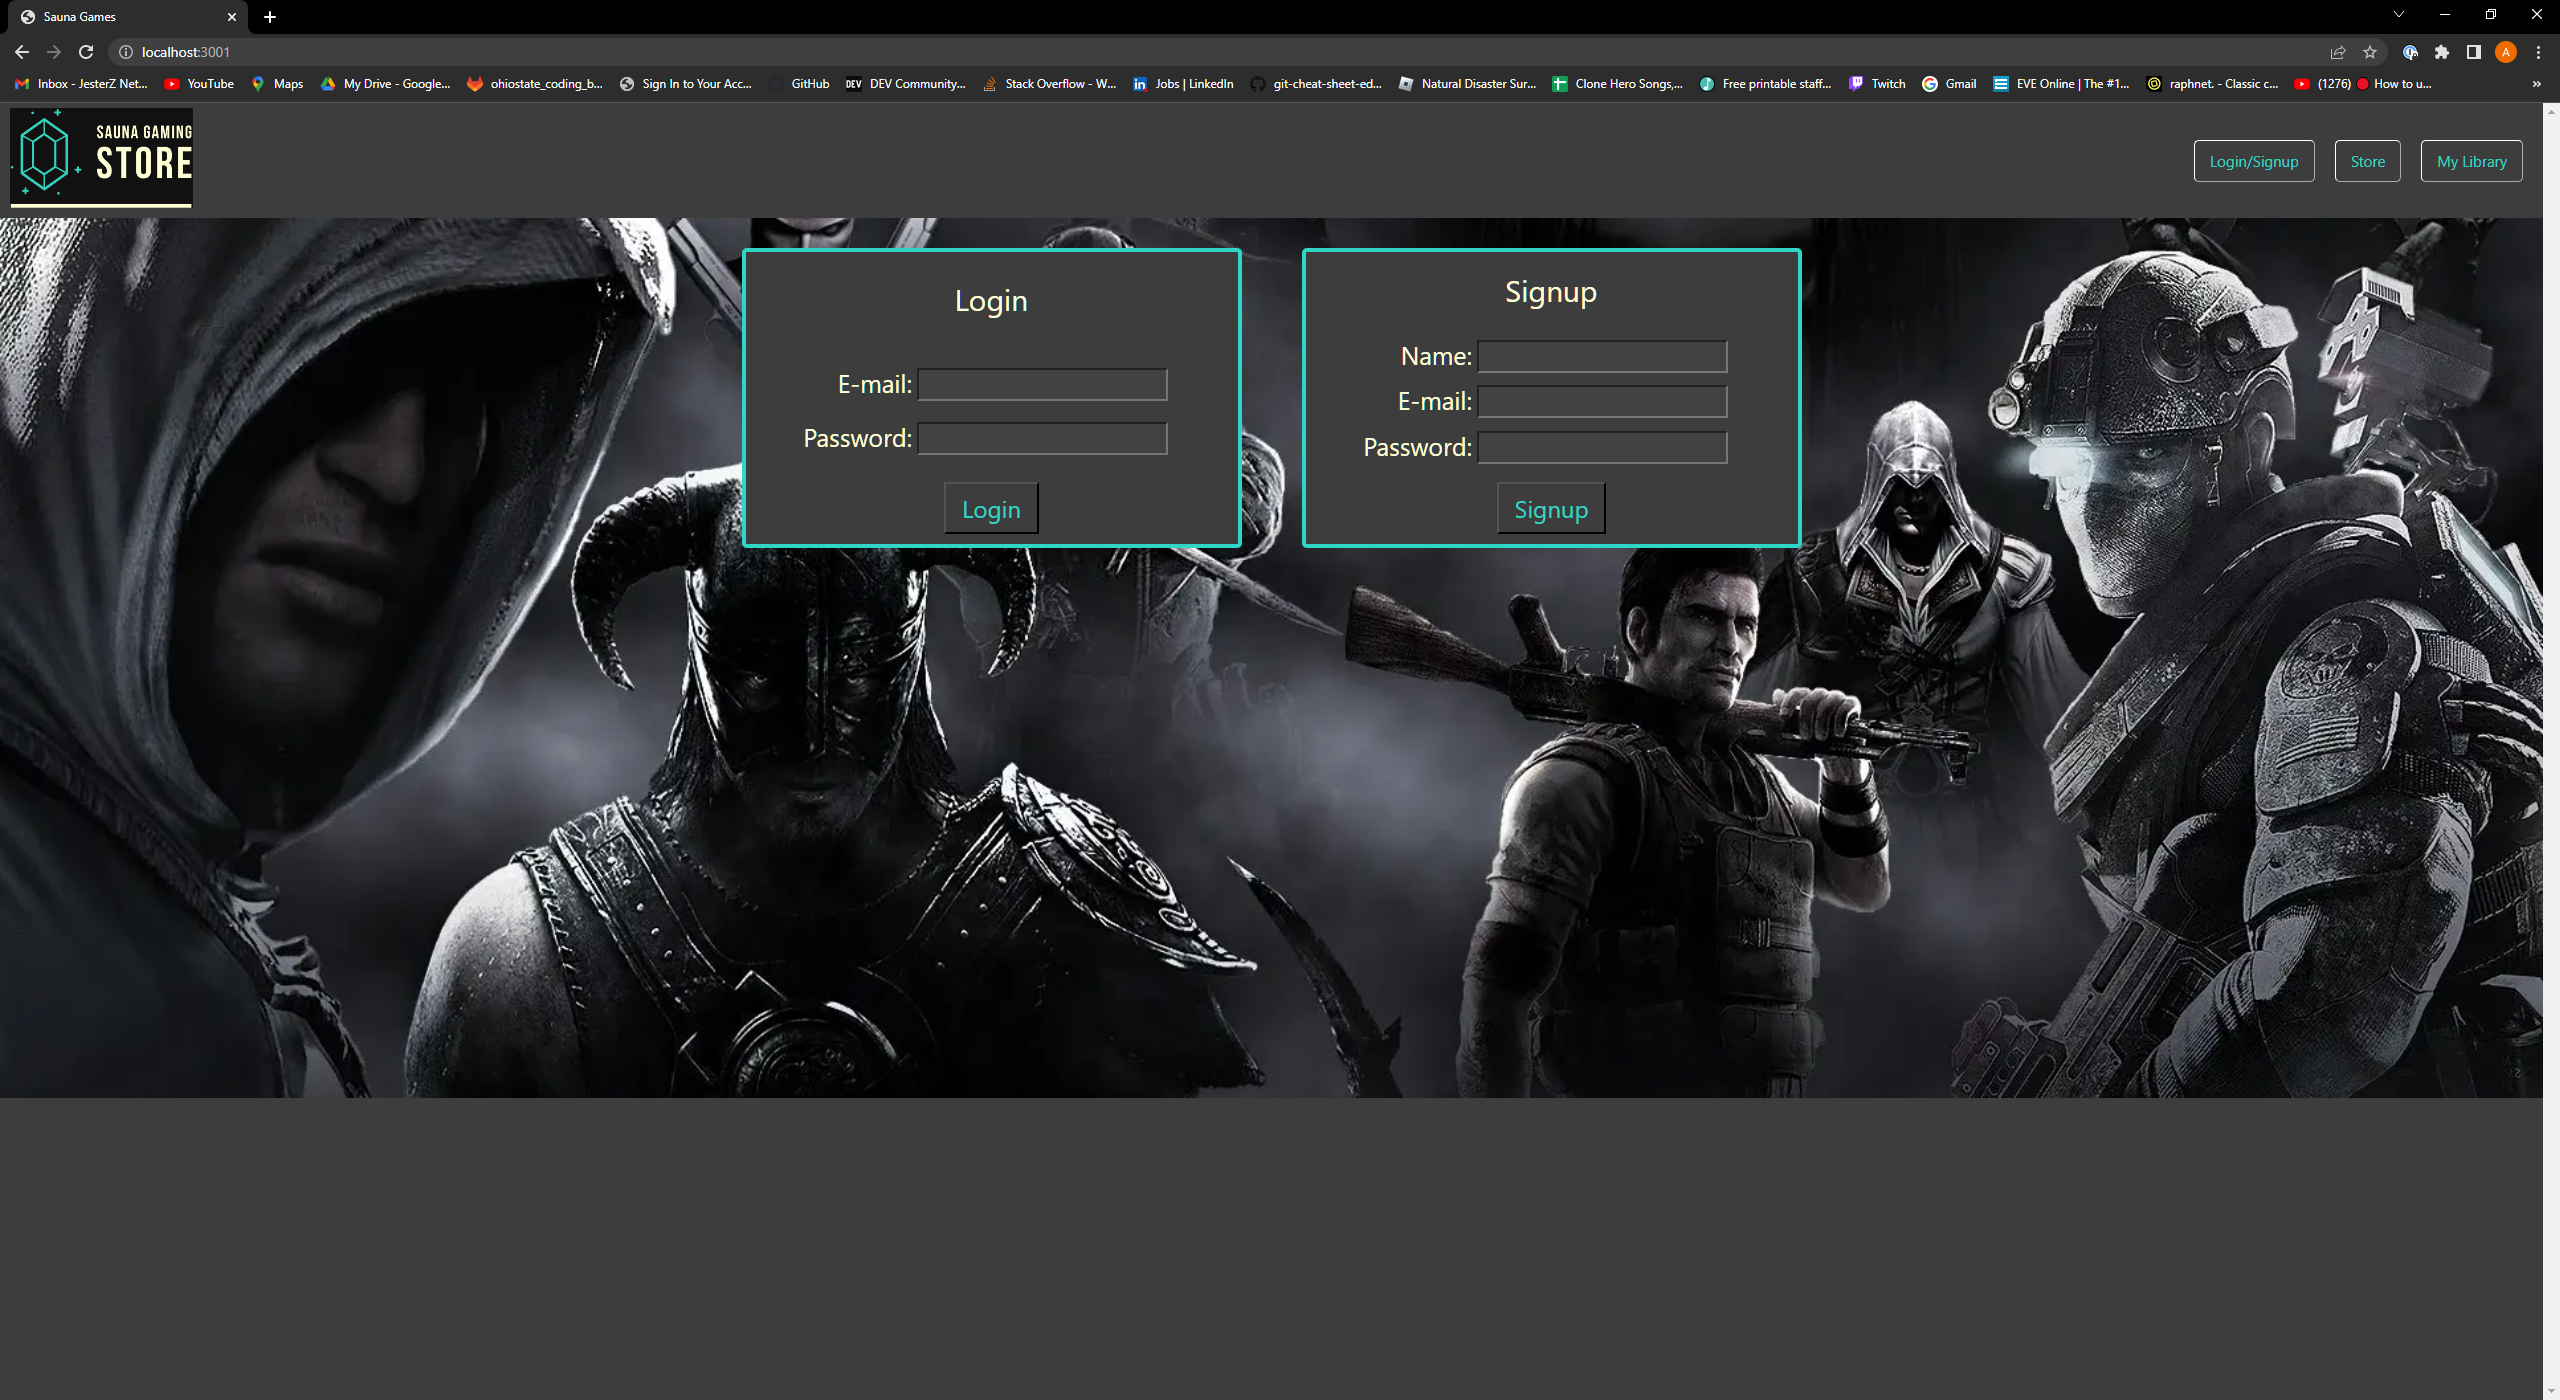 Sauna Games
localhost:3001
Inbox - JesterZ Net... YouTube Maps My Drive - Google... ohiostate_coding_b... Sign In to Your Acc... GitHub DEV DEV Community... Stack Overflow - W... in Jobs | LinkedIn git-cheat-sheet-ed... Natural Disaster Sur... Clone Hero Songs,... Free printable staff... Twitch Gmail EVE Online | The #1... raphnet. - Classic c... (1276) How to u... »
A
SAUNA GAMING
STORE
Login/Signup Store My Library
Login
E-mail:
Password:
Login
Signup
Name:
E-mail:
Password:
Signup